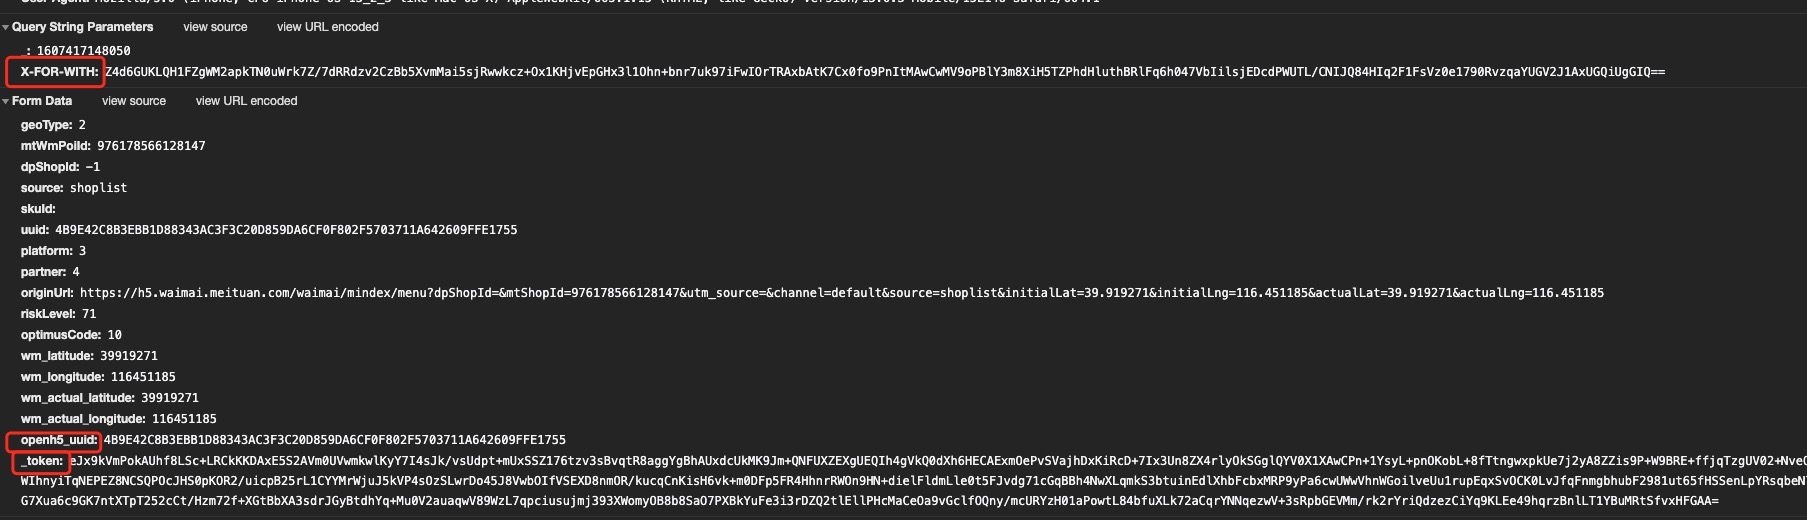 Query String Parameters view source view URL encoded
_: 1607417148050
X-FOR-WITH: Z4d6GUKLQH1FZgWM2apkTN0uWrk7Z/7dRRdzv2CzBb5XvmMai5sjRwwkcz+Ox1KHjvEpGHx3l1Ohn+bnr7uk97iFwIOrTRAxbAtK7Cx0fo9PnItMAwCwMV9oPBlY3m8XiH5TZPhdHluthBRlFq6h047VbIilsjEDcdPWUTL/CNIJQ84HIq2F1FsVz0e1790RvzqaYUGV2J1AxUGQiUgGIQ==
Form Data view source view URL encoded
geoType: 2
mtWmPoiId: 976178566128147
dpShopId: -1
source: shoplist
skuId:
uuid: 4B9E42C8B3EBB1D88343AC3F3C20D859DA6CF0F802F5703711A642609FFE1755
platform: 3
partner: 4
originUrl: https://h5.waimai.meituan.com/waimai/mindex/menu?dpShopId=&mtShopId=976178566128147&utm_source=&channel=default&source=shoplist&initialLat=39.919271&initialLng=116.451185&actualLat=39.919271&actualLng=116.451185
riskLevel: 71
optimusCode: 10
wm_latitude: 39919271
wm_longitude: 116451185
wm_actual_latitude: 39919271
wm_actual_longitude: 116451185
openh5_uuid: 4B9E42C8B3EBB1D88343AC3F3C20D859DA6CF0F802F5703711A642609FFE1755
_token: eJx9kVmPokAUhf8LSc+LRCkKKDAxE5S2AVm0UVwmkwlKyY7I4sJk/vsUdpt+mUxSSZ176tzv3sBvqtR8aggYgBhAUxdcUkMK9Jm+QNFUXZEXgUEQIh4gVkQ0dXh6HECAExmOePvSVajhDxKiRcD+7Ix3Un8ZX4rlyOkSGglQYV0X1XAwCPn+1YsyL+pnOKobL+8fTtngwxpkUe7j2yA8ZZis9P+W9BRE+ffjqTzgUV02+NveC
WIhnyiTqNEPEZ8NCSQPOcJHS0pKOR2/uicpB25rL1CYYMrWjuJ5kVP4sOzSLwrDo45J8VwbOIfVSEXD8nmOR/kucqCnKisH6vk+m0DFp5FR4HhnrRWOn9HN+dielFldmLle0t5FJvdg71cGqBBh4NwXLqmkS3btuinEdlXhbFcbxMRP9yPa6cwUWwVhnWGoilveUu1rupEqxSvOCK0LvJfqFnmgbhubF2981ut65fHSSenLpYRsqbeN
G7Xua6c9GK7ntXTpT252cCt/Hzm72f+XGtBbXA3sdrJGyBtdhYq+Mu0V2auaqwV89WzL7qpciusujmj393XWomyOB8b8SaO7PXBkYuFe3i3rDZQ2tlEllPHcMaCeOa9vGclfOQny/mcURYzH01aPowtL84bfuXLk72aCqrYNNqezwV+3sRpbGEVMm/rk2rYriQdzezCiYq9KLEe49hqrzBnlLT1YBuMRtSfvxHFGAA=